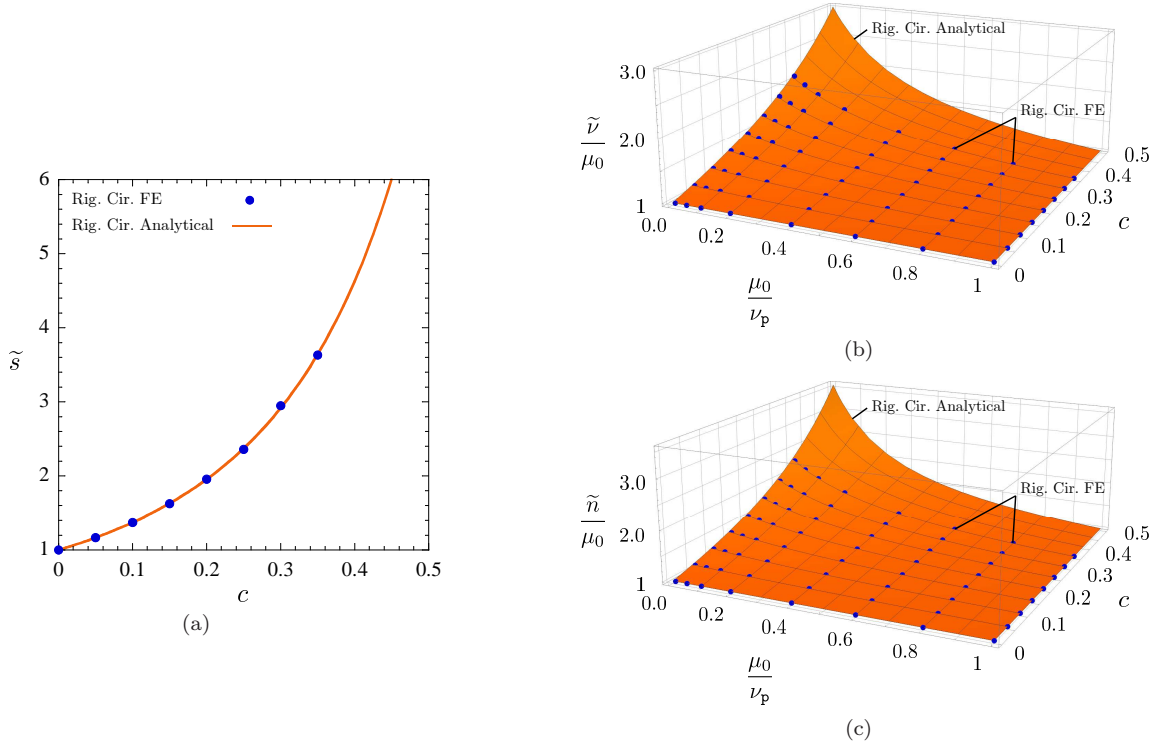 6
Rig. Cir. FE
Rig. Cir. Analytical
5
4
s̃
3
2
1
0 0.1 0.2 0.3 0.4 0.5
c
(a)
Rig. Cir. Analytical
3.0
Rig. Cir. FE
ν̃
μ₀
2.0
0.5
0.4
0.3
1
0.2
c
0.0
0.1
0.2
0
0.4
0.6
0.8
1
μ₀
νₚ
(b)
Rig. Cir. Analytical
3.0
Rig. Cir. FE
ñ
μ₀
2.0
0.5
0.4
0.3
1
0.2
c
0.0
0.1
0.2
0
0.4
0.6
0.8
1
μ₀
νₚ
(c)